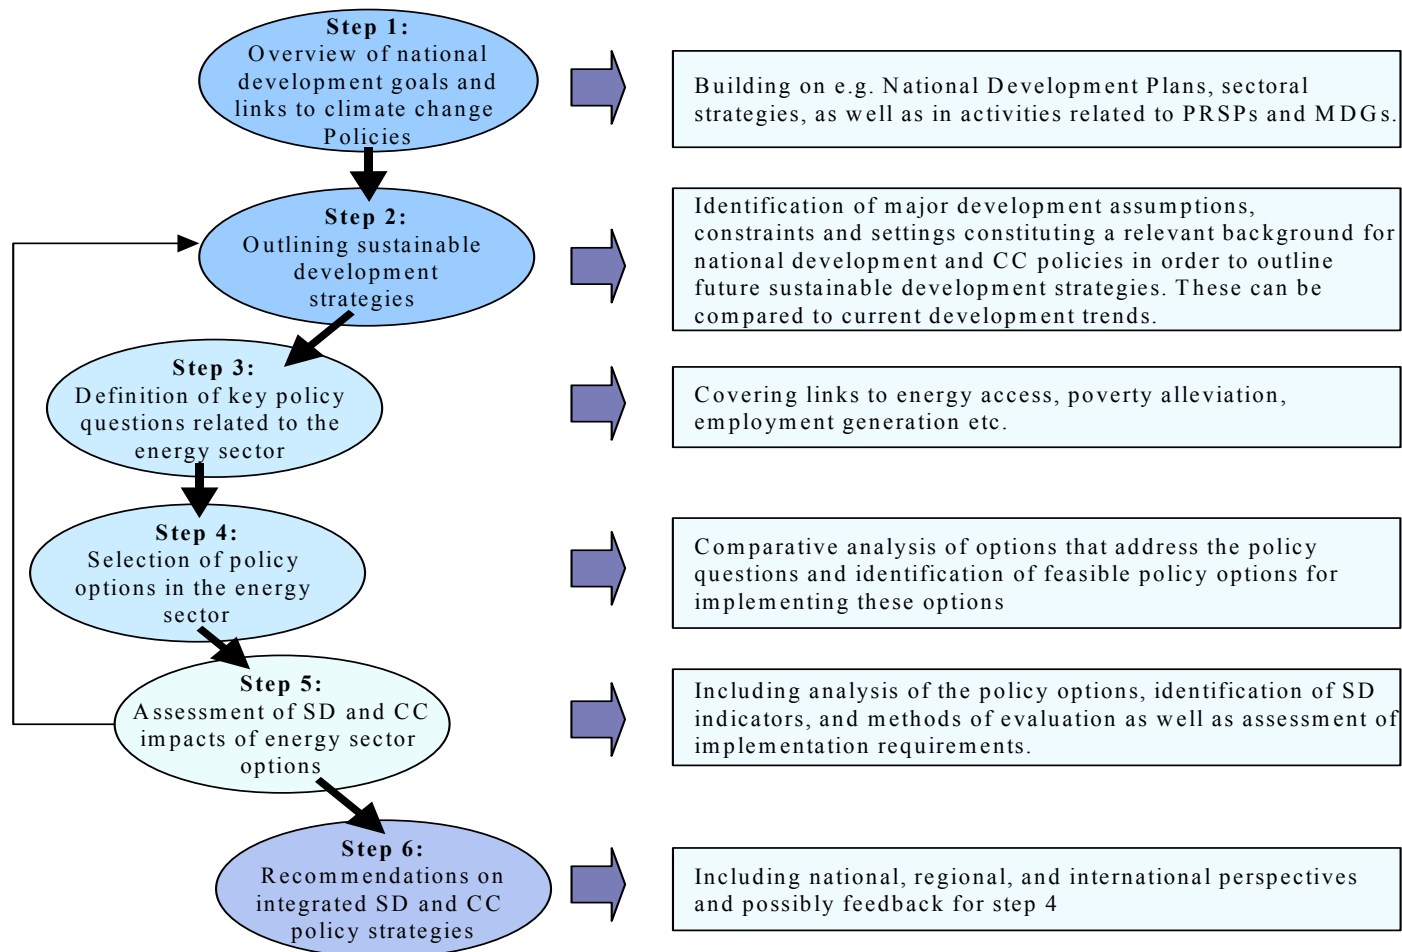 Step 1:
Overview of national
development goals and
links to climate change
Policies
Building on e.g. National Development Plans, sectoral
strategies, as well as in activities related to PRSPs and MDGs.
Step 2:
Outlining sustainable
development
strategies
Identification of major development assumptions,
constraints and settings constituting a relevant background for
national development and CC policies in order to outline
future sustainable development strategies. These can be
compared to current development trends.
Step 3:
Definition of key policy
questions related to the
energy sector
Covering links to energy access, poverty alleviation,
employment generation etc.
Step 4:
Selection of policy
options in the energy
sector
Comparative analysis of options that address the policy
questions and identification of feasible policy options for
implementing these options
Step 5:
Assessment of SD and CC
impacts of energy sector
options
Including analysis of the policy options, identification of SD
indicators, and methods of evaluation as well as assessment of
implementation requirements.
Step 6:
Recommendations on
integrated SD and CC
policy strategies
Including national, regional, and international perspectives
and possibly feedback for step 4